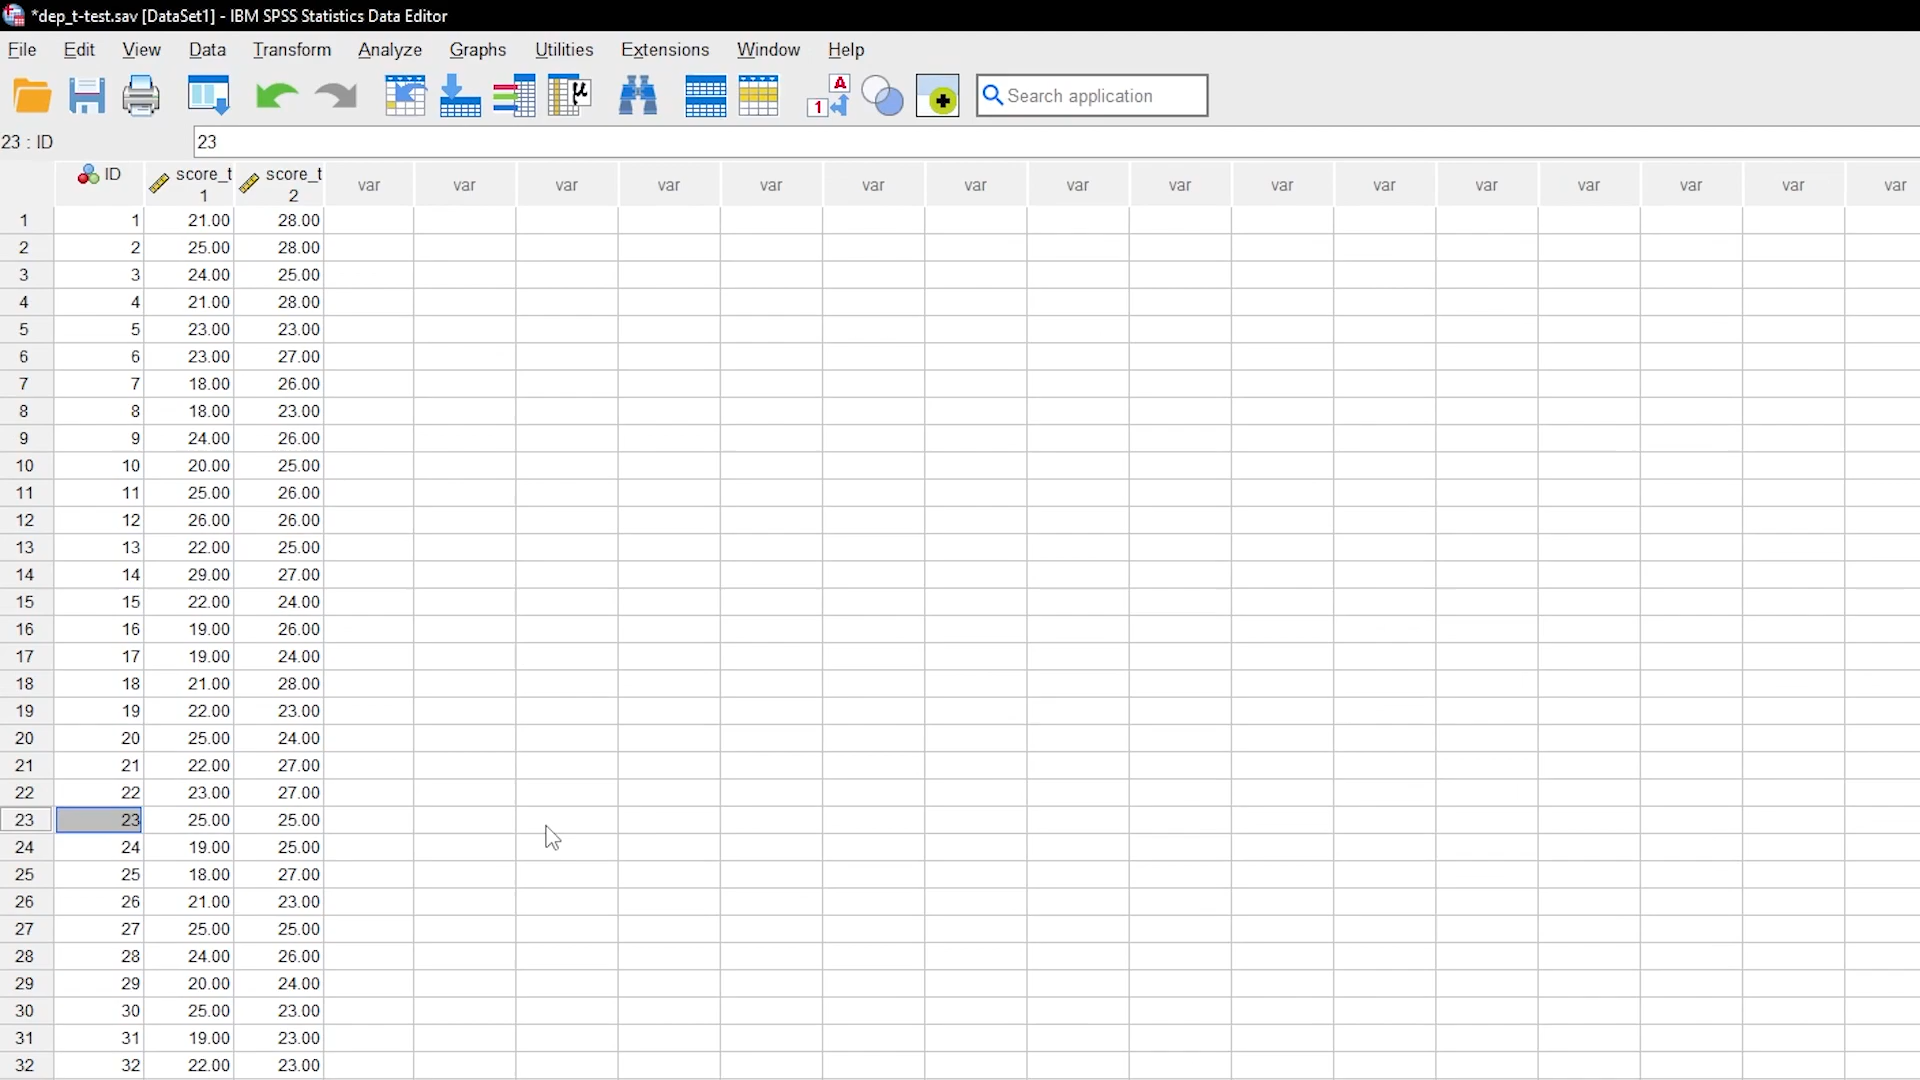 *dep_t-test.sav [DataSet1] - IBM SPSS Statistics Data Editor
File Edit View Data Transform Analyze Graphs Utilities Extensions Window Help
μ A 1 Search application
23 : ID 23
ID score_t1 score_t2 var var var var var var var var var var var var var var var var
1 1 21.00 28.00
2 2 25.00 28.00
3 3 24.00 25.00
4 4 21.00 28.00
5 5 23.00 23.00
6 6 23.00 27.00
7 7 18.00 26.00
8 8 18.00 23.00
9 9 24.00 26.00
10 10 20.00 25.00
11 11 25.00 26.00
12 12 26.00 26.00
13 13 22.00 25.00
14 14 29.00 27.00
15 15 22.00 24.00
16 16 19.00 26.00
17 17 19.00 24.00
18 18 21.00 28.00
19 19 22.00 23.00
20 20 25.00 24.00
21 21 22.00 27.00
22 22 23.00 27.00
23 23 25.00 25.00
24 24 19.00 25.00
25 25 18.00 27.00
26 26 21.00 23.00
27 27 25.00 25.00
28 28 24.00 26.00
29 29 20.00 24.00
30 30 25.00 23.00
31 31 19.00 23.00
32 32 22.00 23.00